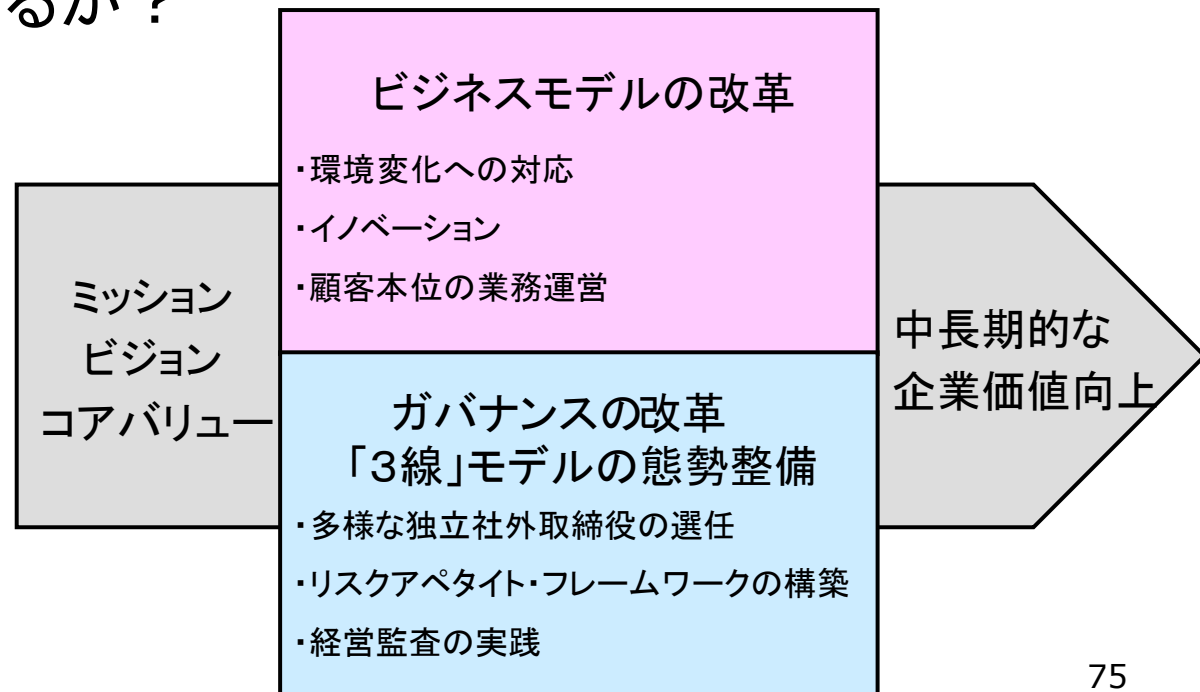 るか？
ビジネスモデルの改革
・環境変化への対応
・イノベーション
・顧客本位の業務運営
ミッション
ビジョン
コアバリュー
ガバナンスの改革
「３線」モデルの態勢整備
・多様な独立社外取締役の選任
・リスクアペタイト・フレームワークの構築
・経営監査の実践
中長期的な
企業価値向上
75